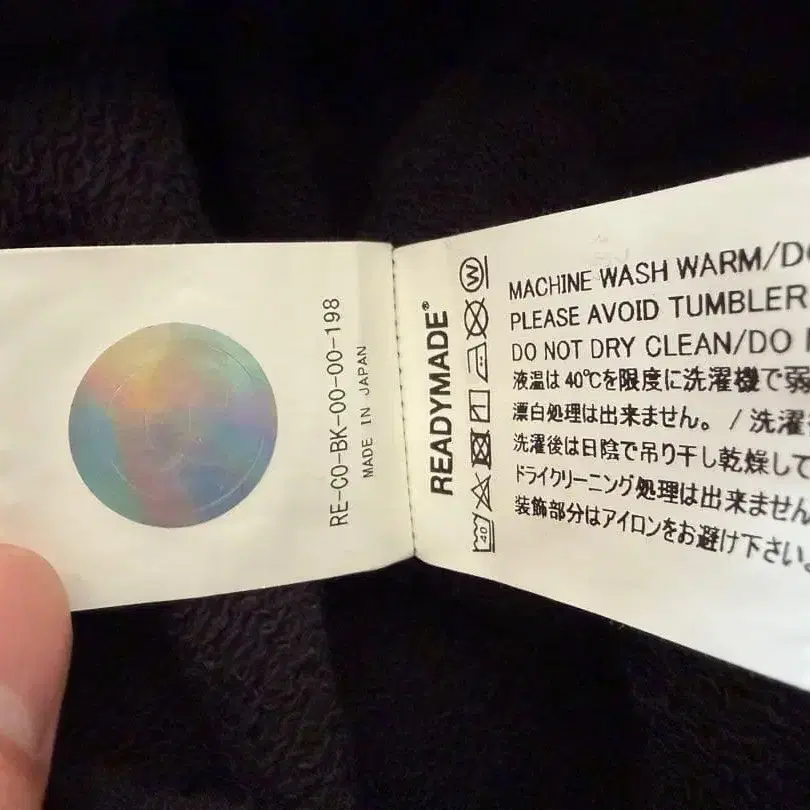 RE-CO-BK-00-00-198
MADE IN JAPAN
READYMADE®
W
40
MACHINE WASH WARM/DO
PLEASE AVOID TUMBLER
DO NOT DRY CLEAN/DO
液温は40℃を限度に洗濯機で弱
漂白処理は出来ません。/洗濯
洗濯後は日陰で吊り干し乾燥して
ドライクリーニング処理は出来ません
装飾部分はアイロンをお避け下さい。